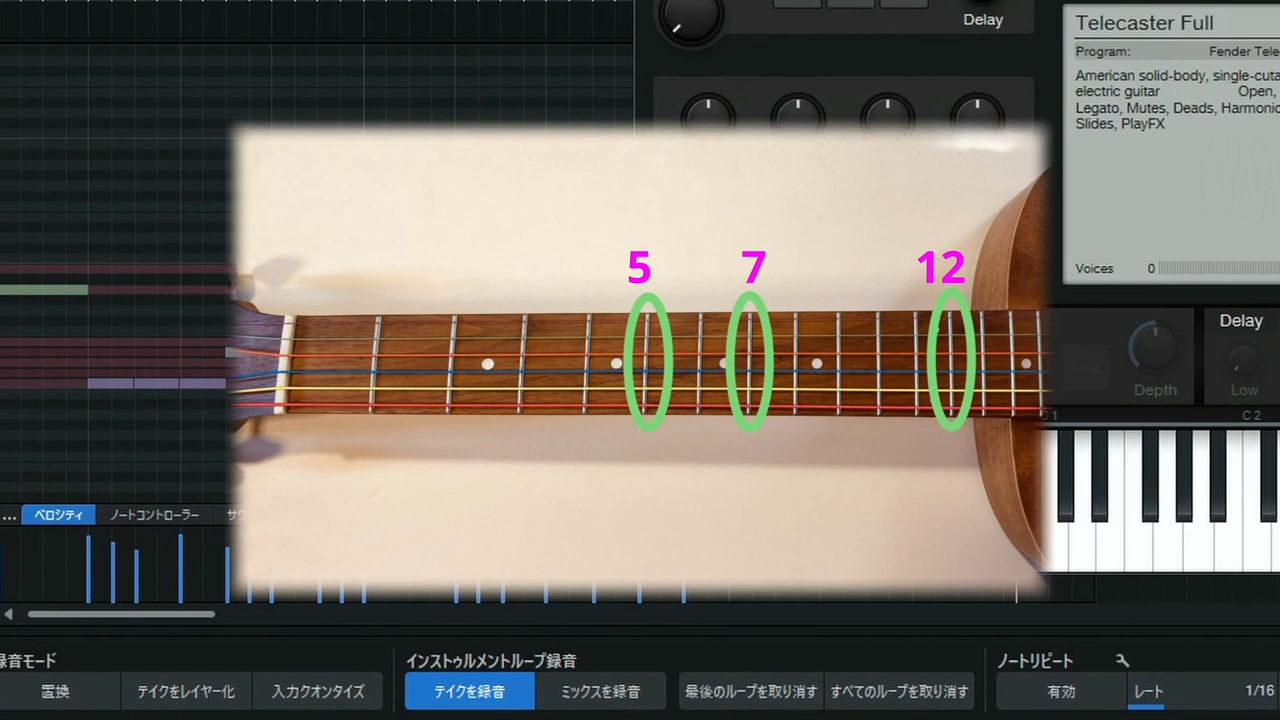 Delay
Telecaster Full
Program: Fender Tele
American solid-body, single-cuta
electric guitar Open,
Legato, Mutes, Deads, Harmonic
Slides, PlayFX
Voices 0
5 7 12
Delay
Depth
Low
C 1 C 2
... ベロシティ ノートコントローラー サウ
録音モード
置換 テイクをレイヤー化 入力クオンタイズ
インストゥルメントループ録音
テイクを録音 ミックスを録音 最後のループを取り消す すべてのループを取り消す
ノートリピート
有効 レート 1/16